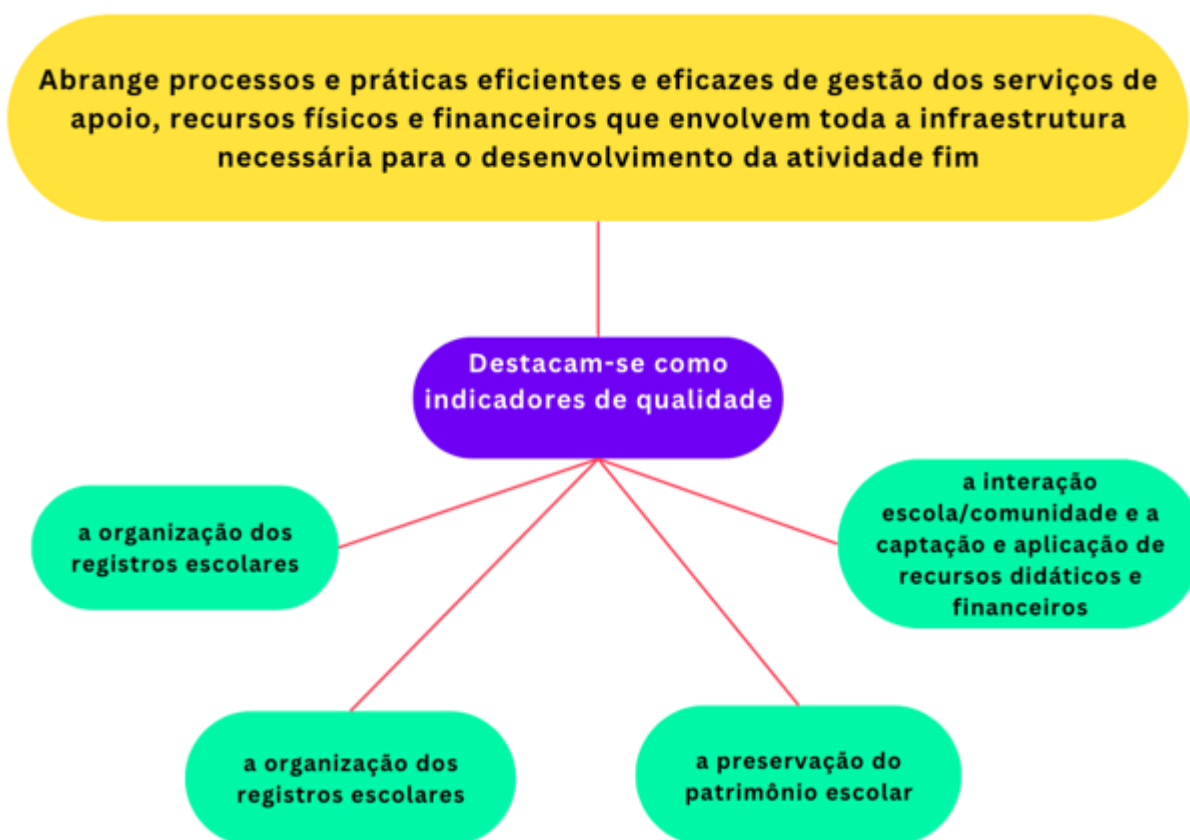 Abrange processos e práticas eficientes e eficazes de gestão dos serviços de
apoio, recursos físicos e financeiros que envolvem toda a infraestrutura
necessária para o desenvolvimento da atividade fim
Destacam-se como
indicadores de qualidade
a organização dos
registros escolares
a interação
escola/comunidade e a
captação e aplicação de
recursos didáticos e
financeiros
a organização dos
registros escolares
a preservação do
patrimônio escolar